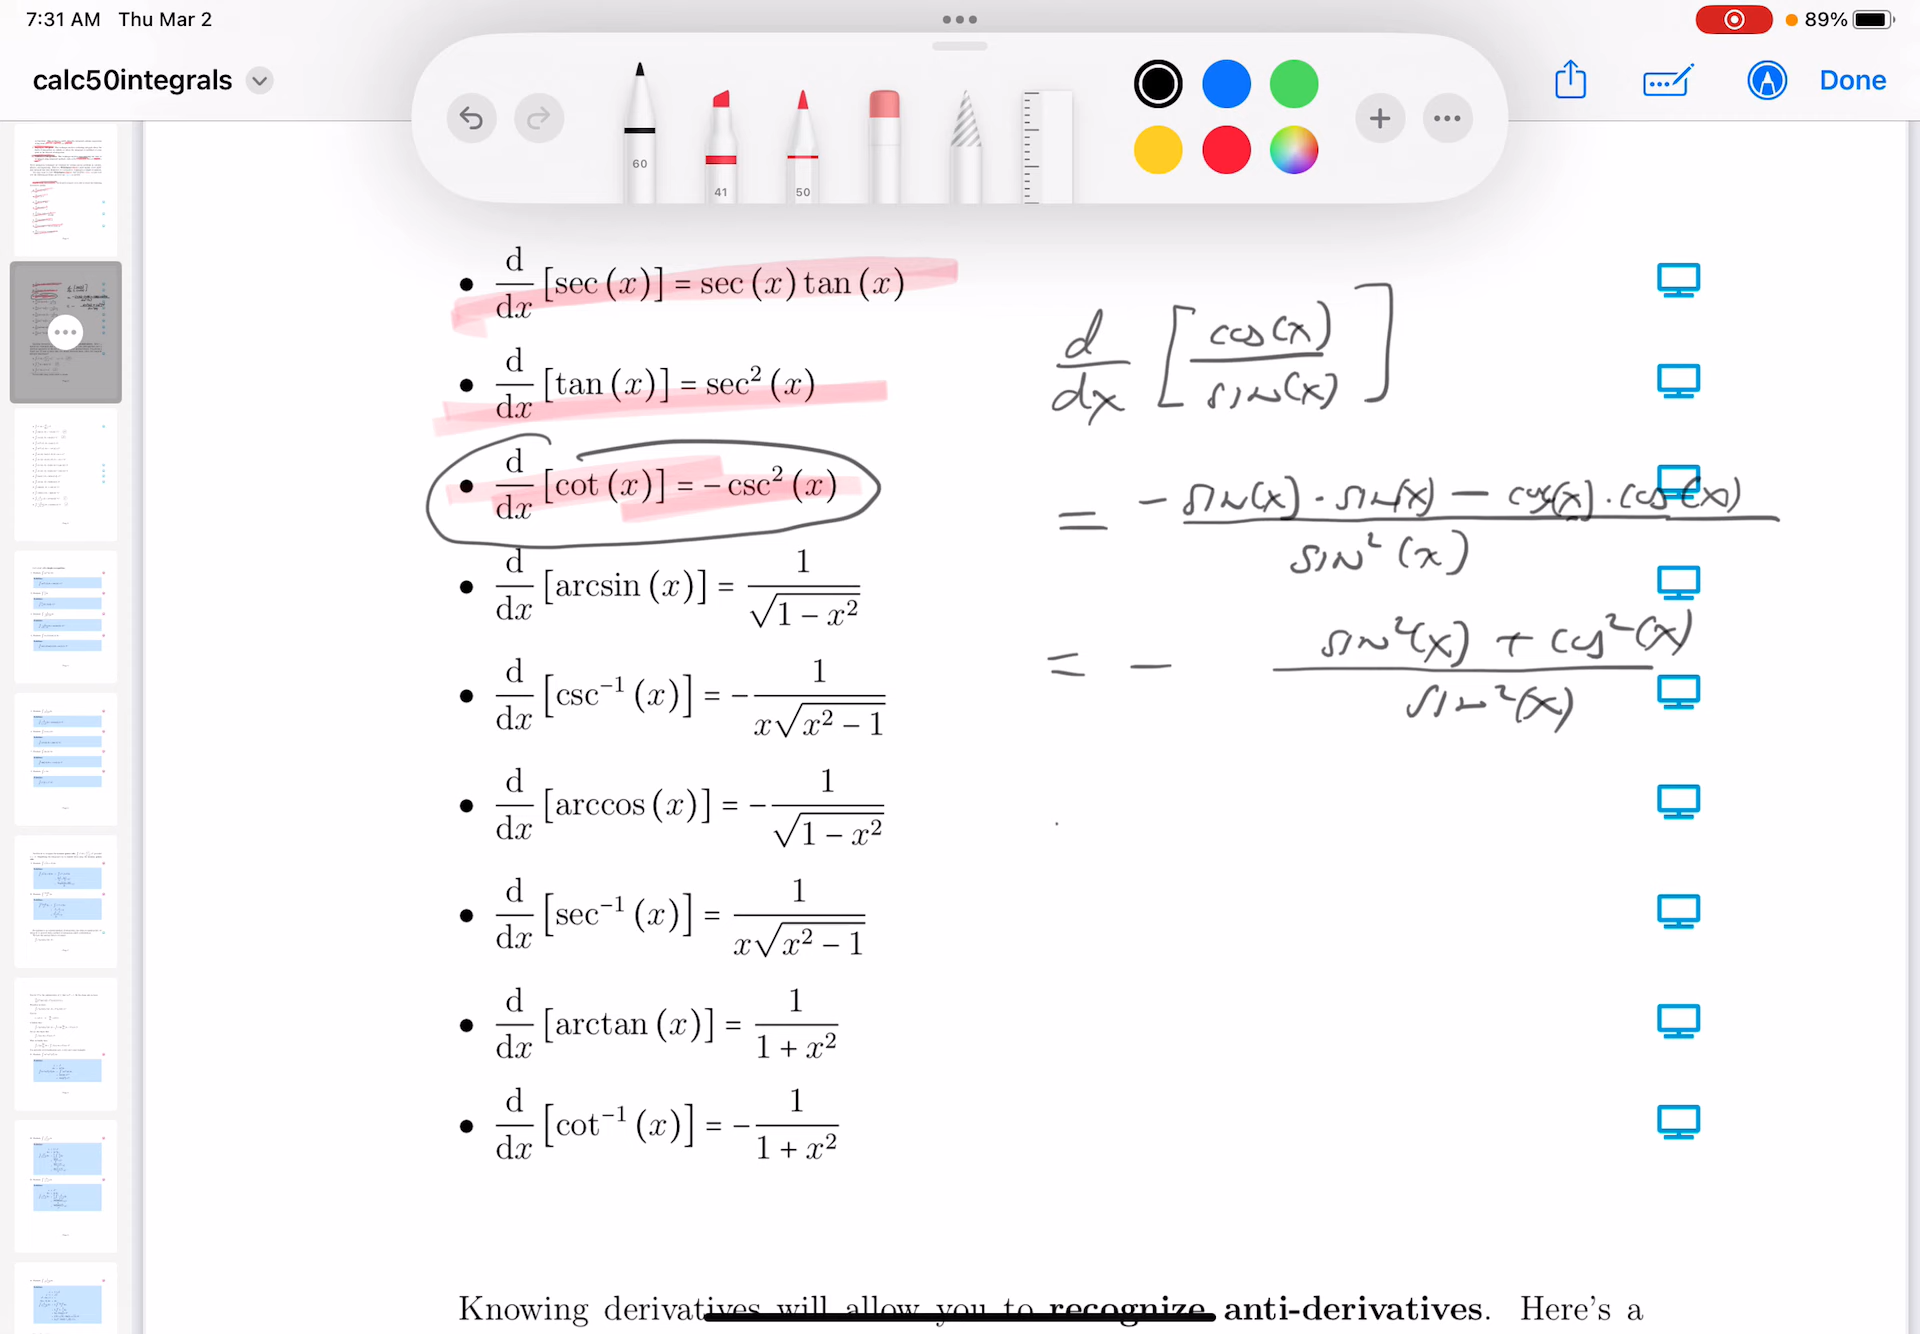 7:31 AM Thu Mar 2
89%
calc50integrals
Done
60
41
50
• d/dx [sec (x)] = sec (x) tan (x)
• d/dx [tan (x)] = sec² (x)
• d/dx [cot (x)] = − csc² (x)
• d/dx [arcsin (x)] = 1/√(1 − x²)
• d/dx [csc⁻¹ (x)] = − 1/(x√(x² − 1))
• d/dx [arccos (x)] = − 1/√(1 − x²)
• d/dx [sec⁻¹ (x)] = 1/(x√(x² − 1))
• d/dx [arctan (x)] = 1/(1 + x²)
• d/dx [cot⁻¹ (x)] = − 1/(1 + x²)
d/dx [cos(x)/sin(x)]
= (− sin(x) · sin(x) − cos(x) · cos(x))/sin²(x)
= − (sin²(x) + cos²(x))/sin²(x)
Knowing derivatives will allow you to recognize anti-derivatives. Here's a